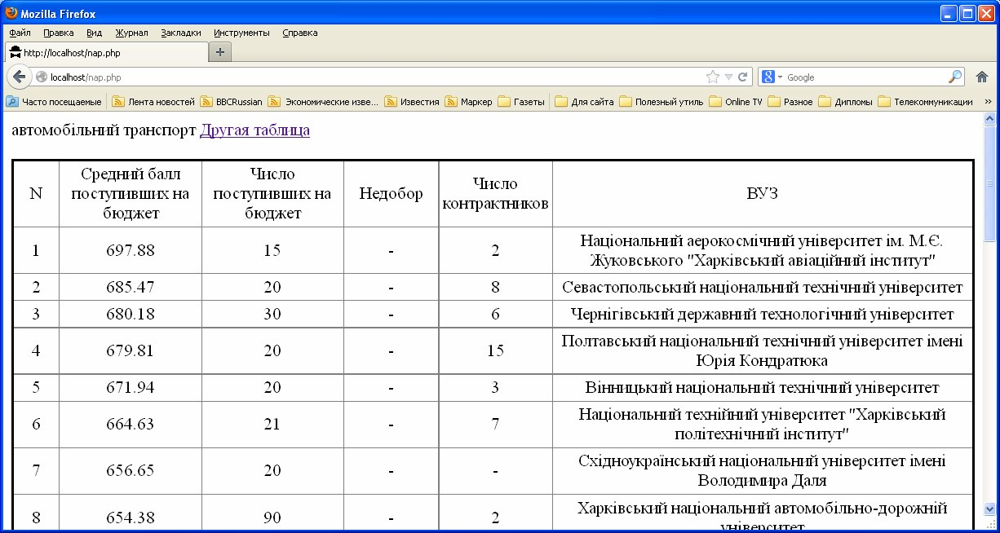 Mozilla Firefox
Файл Правка Вид Журнал Закладки Инструменты Справка
http://localhost/nap.php
localhost/nap.php Google
Часто посещаемые Лента новостей BBCRussian Экономические изве... Известия Маркер Газеты Для сайта Полезный утиль Online TV Разное Дипломы Телекоммуникации »
автомобільний транспорт Другая таблица
N Средний балл поступивших на бюджет Число поступивших на бюджет Недобор Число контрактников ВУЗ
1 697.88 15 - 2 Національний аерокосмічний університет ім. М.Є.
Жуковського "Харківський авіаційний інститут"
2 685.47 20 - 8 Севастопольський національний технічний університет
3 680.18 30 - 6 Чернігівський державний технологічний університет
4 679.81 20 - 15 Полтавський національний технічний університет імені
Юрія Кондратюка
5 671.94 20 - 3 Вінницький національний технічний університет
6 664.63 21 - 7 Національний технійний університет "Харківський
політехнічний інститут"
7 656.65 20 - - Східноукраїнський національний університет імені
Володимира Даля
8 654.38 90 - 2 Харківський національний автомобільно-дорожній
університет